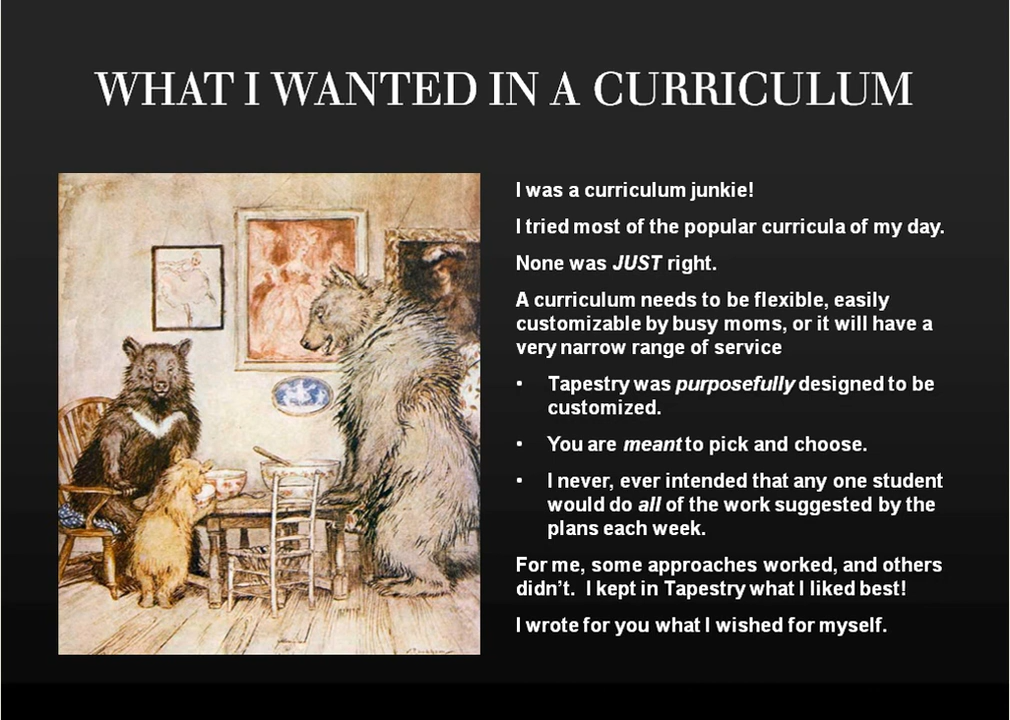 WHAT I WANTED IN A CURRICULUM
I was a curriculum junkie!
I tried most of the popular curricula of my day.
None was JUST right.
A curriculum needs to be flexible, easily
customizable by busy moms, or it will have a
very narrow range of service
• Tapestry was purposefully designed to be
customized.
• You are meant to pick and choose.
• I never, ever intended that any one student
would do all of the work suggested by the
plans each week.
For me, some approaches worked, and others
didn't. I kept in Tapestry what I liked best!
I wrote for you what I wished for myself.